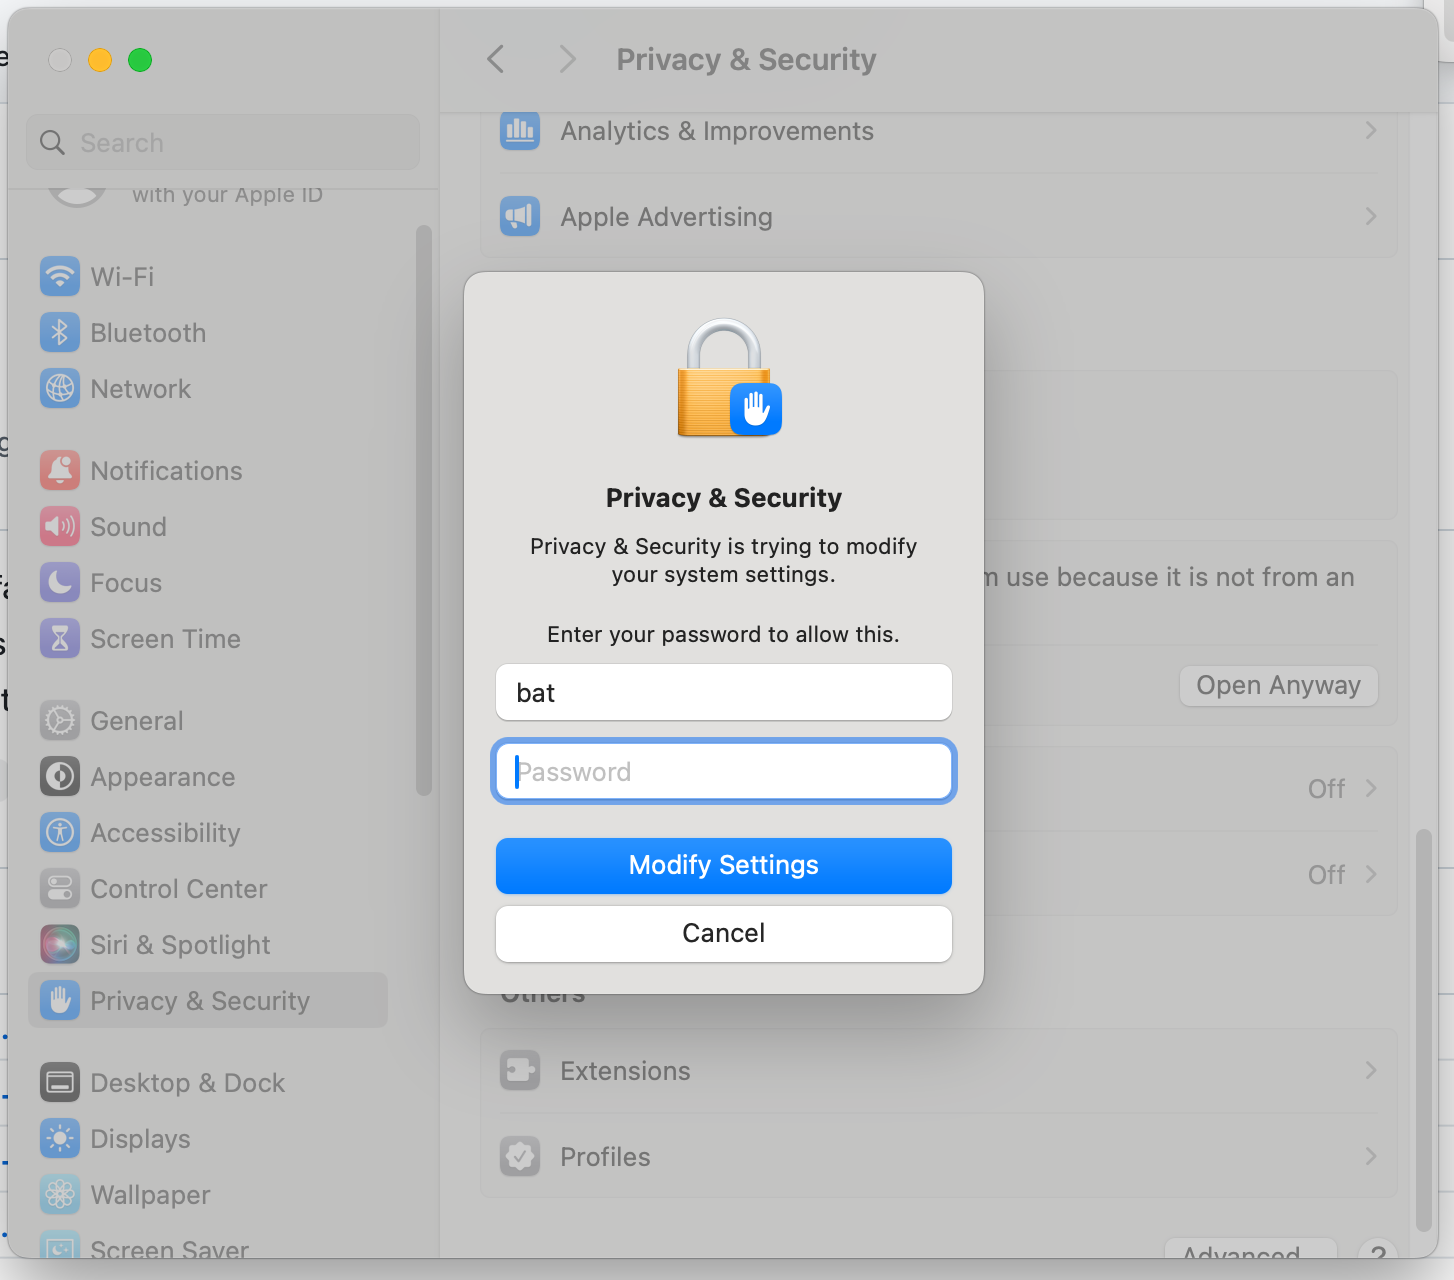 Privacy & Security
Search
with your Apple ID
Wi-Fi
Bluetooth
Network
Notifications
Sound
Focus
Screen Time
General
Appearance
Accessibility
Control Center
Siri & Spotlight
Privacy & Security
Desktop & Dock
Displays
Wallpaper
Screen Saver
Analytics & Improvements
Apple Advertising
use because it is not from an
Open Anyway
Off
Off
Others
Extensions
Profiles
Advanced
?
Privacy & Security
Privacy & Security is trying to modify
your system settings.
Enter your password to allow this.
bat
Password
Modify Settings
Cancel